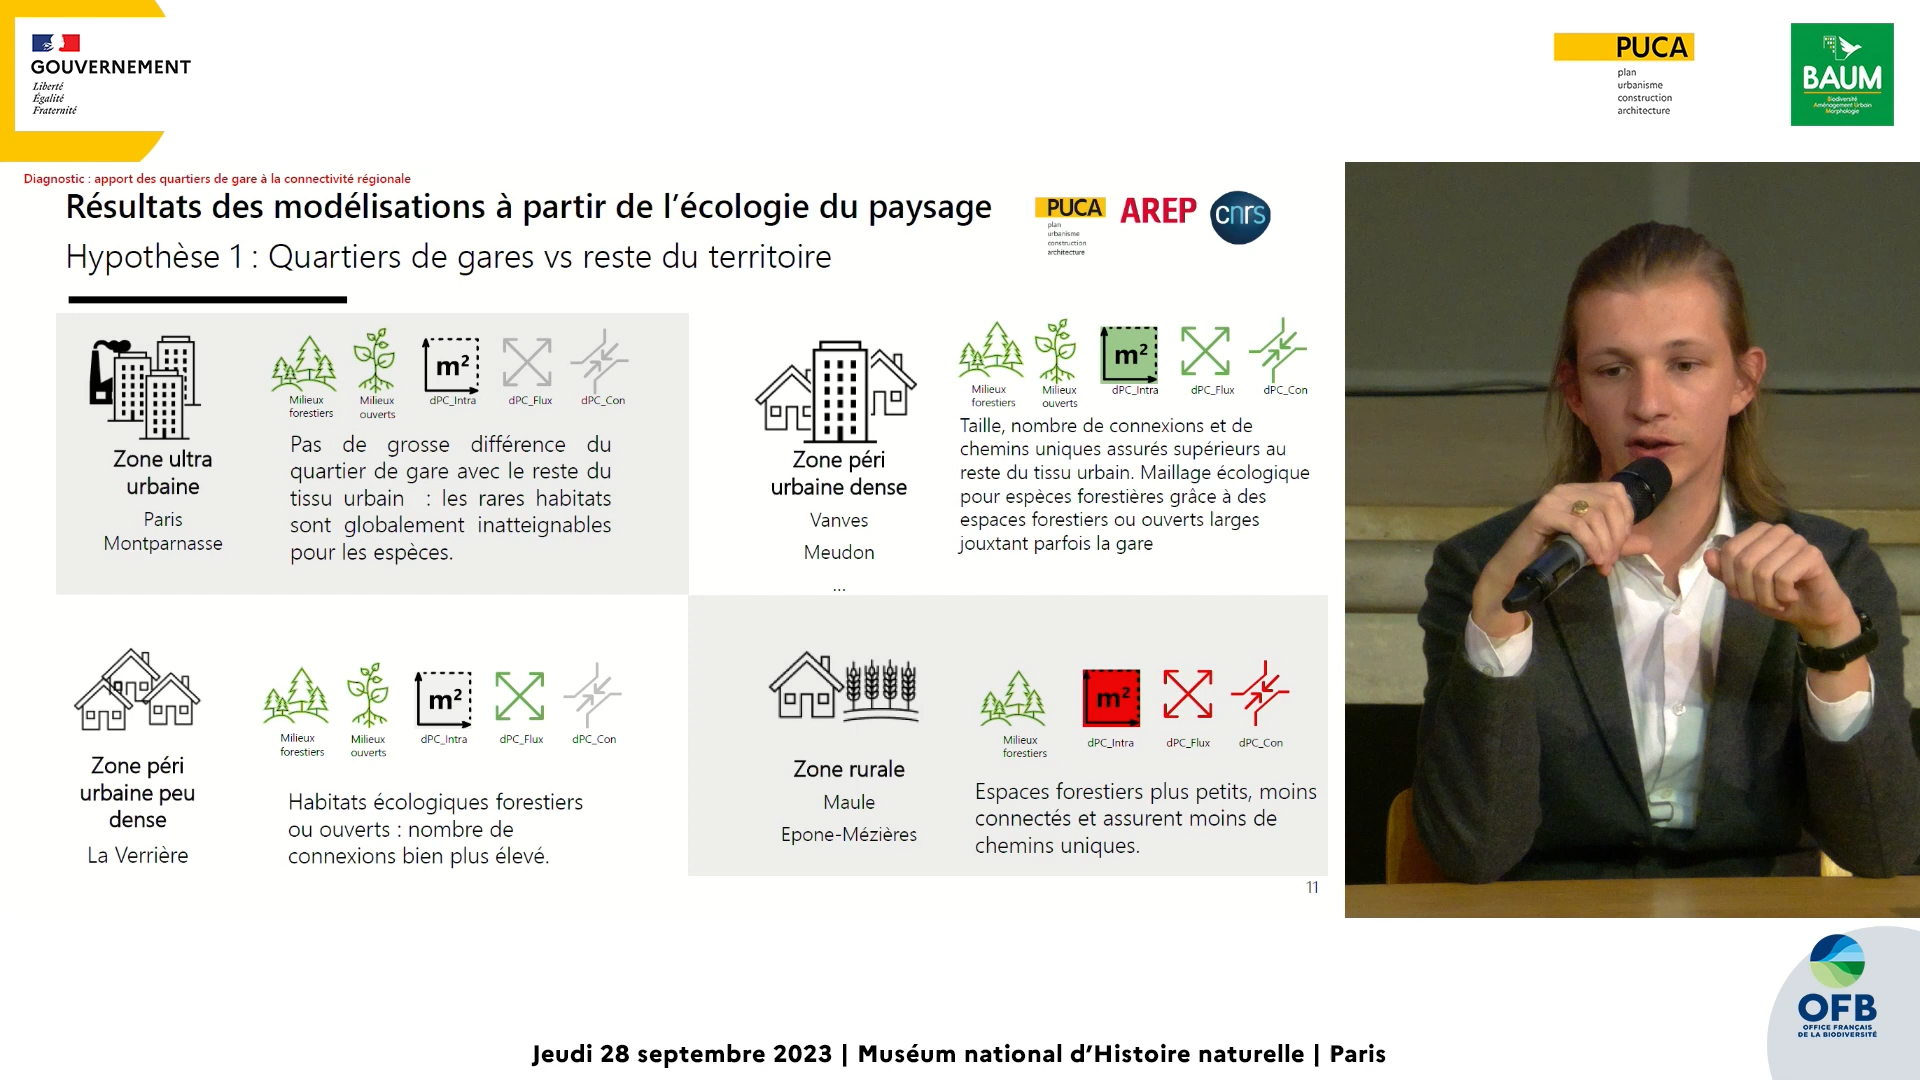 GOUVERNEMENT
Liberté
Égalité
Fraternité
PUCA
plan
urbanisme
construction
architecture
BAUM
Biodiversité
Aménagement Urbain
Morphologie
Diagnostic : apport des quartiers de gare à la connectivité régionale
Résultats des modélisations à partir de l'écologie du paysage
Hypothèse 1 : Quartiers de gares vs reste du territoire
PUCA
plan
urbanisme
construction
architecture
AREP
cnrs
Zone ultra
urbaine
Paris
Montparnasse
m²
Milieux
forestiers
Milieux
ouverts
dPC_Intra
dPC_Flux
dPC_Con
Pas de grosse différence du
quartier de gare avec le reste du
tissu urbain : les rares habitats
sont globalement inatteignables
pour les espèces.
Zone péri
urbaine dense
Vanves
Meudon
...
m²
Milieux
forestiers
Milieux
ouverts
dPC_Intra
dPC_Flux
dPC_Con
Taille, nombre de connexions et de
chemins uniques assurés supérieurs au
reste du tissu urbain. Maillage écologique
pour espèces forestières grâce à des
espaces forestiers ou ouverts larges
jouxtant parfois la gare
Zone péri
urbaine peu
dense
La Verrière
m²
Milieux
forestiers
Milieux
ouverts
dPC_Intra
dPC_Flux
dPC_Con
Habitats écologiques forestiers
ou ouverts : nombre de
connexions bien plus élevé.
Zone rurale
Maule
Epone-Mézières
m²
Milieux
forestiers
dPC_Intra
dPC_Flux
dPC_Con
Espaces forestiers plus petits, moins
connectés et assurent moins de
chemins uniques.
11
OFB
OFFICE FRANÇAIS
DE LA BIODIVERSITÉ
Jeudi 28 septembre 2023 | Muséum national d'Histoire naturelle | Paris